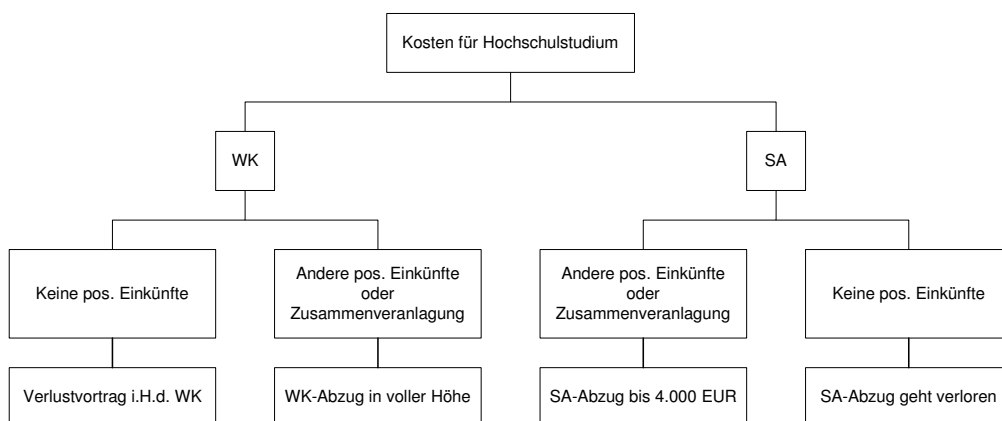 Kosten für Hochschulstudium
WK
SA
Keine pos. Einkünfte
Andere pos. Einkünfte
oder
Zusammenveranlagung
Andere pos. Einkünfte
oder
Zusammenveranlagung
Keine pos. Einkünfte
Verlustvortrag i.H.d. WK
WK-Abzug in voller Höhe
SA-Abzug bis 4.000 EUR
SA-Abzug geht verloren